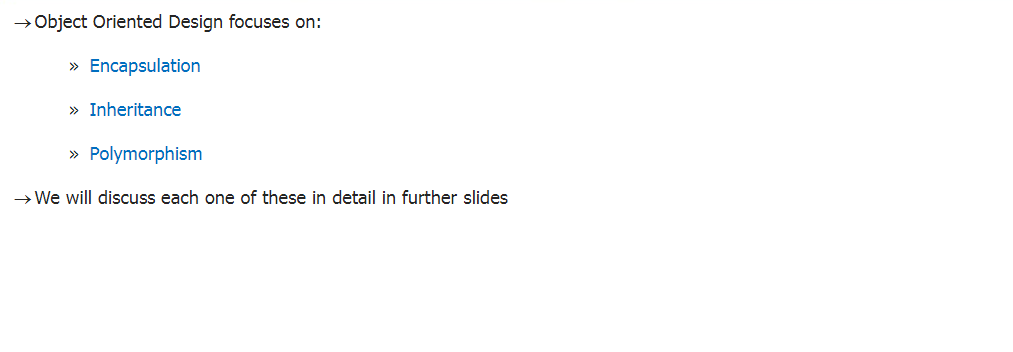 →Object Oriented Design focuses on:
» Encapsulation
» Inheritance
» Polymorphism
→We will discuss each one of these in detail in further slides